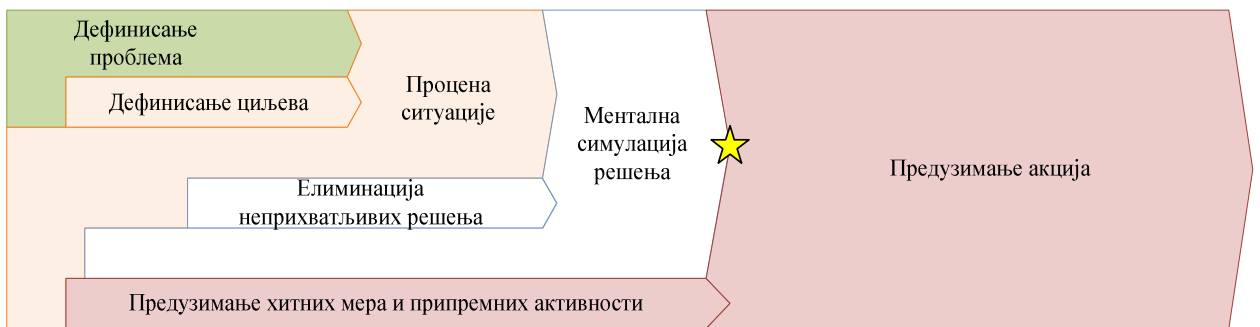 Дефинисање
проблема
Дефинисање циљева
Процена
ситуације
Ментална
симулација
решења
Елиминација
неприхватљивих решења
Предузимање акција
Предузимање хитних мера и припремних активности